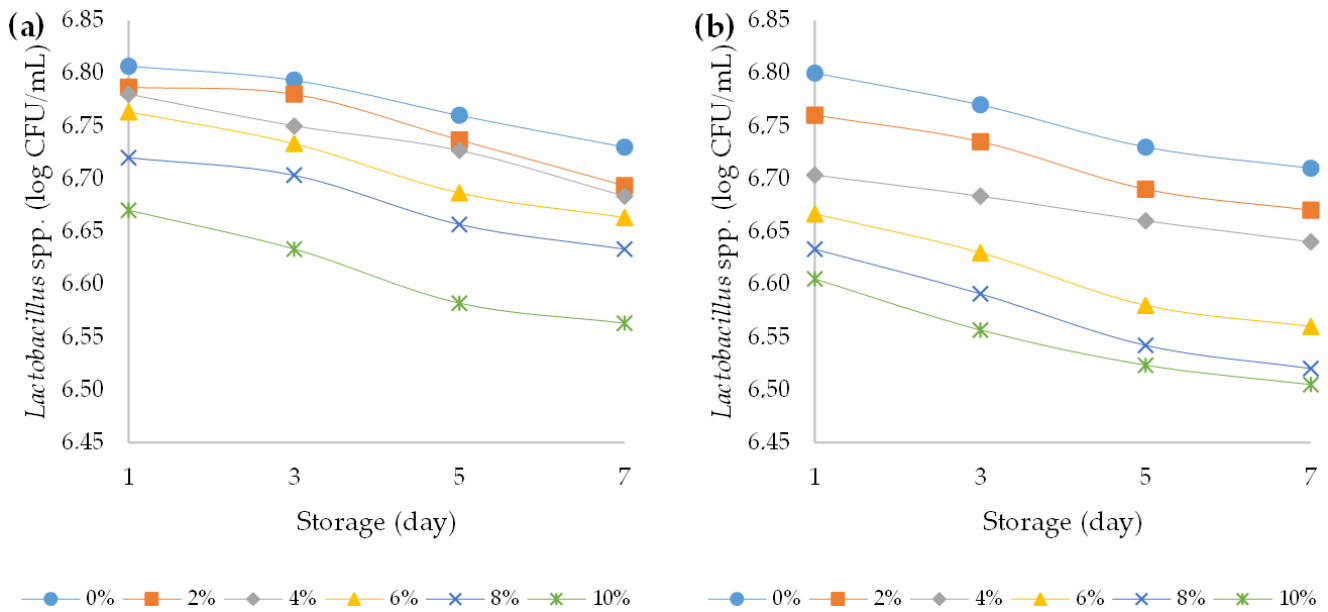 (a)
Lactobacillus spp. (log CFU/mL)
6.85
6.80
6.75
6.70
6.65
6.60
6.55
6.50
6.45
1 3 5 7
Storage (day)
0% 2% 4% 6% 8% 10%
(b)
Lactobacillus spp. (log CFU/mL)
6.85
6.80
6.75
6.70
6.65
6.60
6.55
6.50
6.45
1 3 5 7
Storage (day)
0% 2% 4% 6% 8% 10%